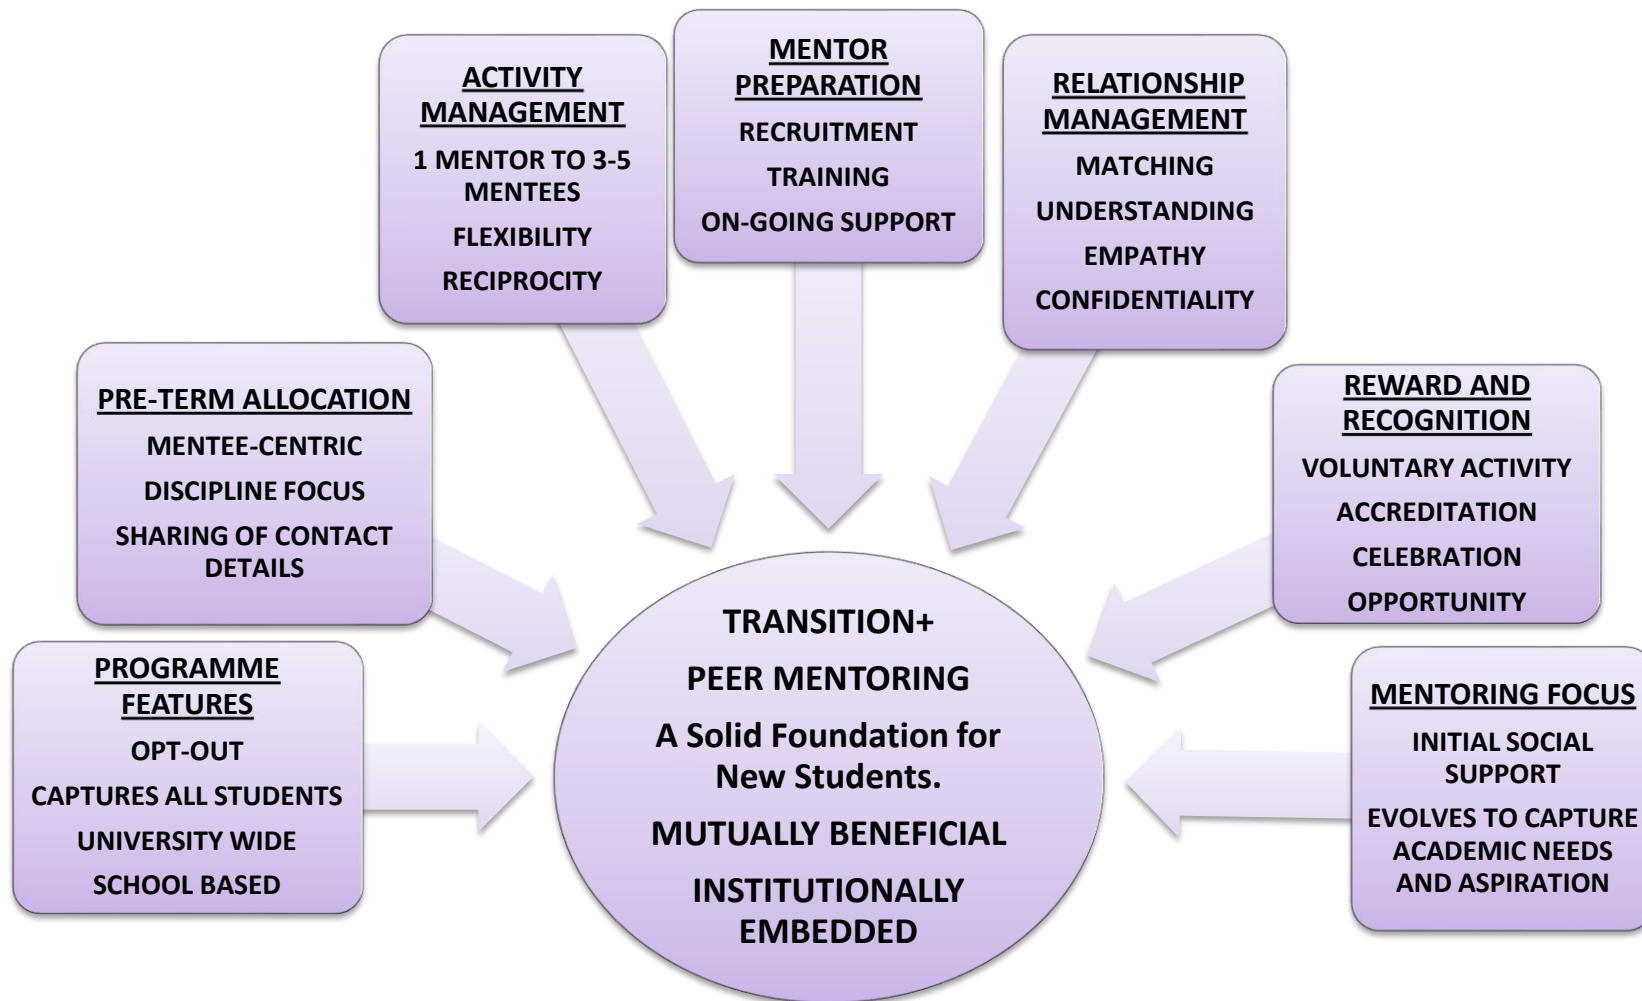 ACTIVITY
MANAGEMENT
1 MENTOR TO 3-5
MENTEES
FLEXIBILITY
RECIPROCITY
MENTOR
PREPARATION
RECRUITMENT
TRAINING
ON-GOING SUPPORT
RELATIONSHIP
MANAGEMENT
MATCHING
UNDERSTANDING
EMPATHY
CONFIDENTIALITY
PRE-TERM ALLOCATION
MENTEE-CENTRIC
DISCIPLINE FOCUS
SHARING OF CONTACT
DETAILS
REWARD AND
RECOGNITION
VOLUNTARY ACTIVITY
ACCREDITATION
CELEBRATION
OPPORTUNITY
PROGRAMME
FEATURES
OPT-OUT
CAPTURES ALL STUDENTS
UNIVERSITY WIDE
SCHOOL BASED
TRANSITION+
PEER MENTORING
A Solid Foundation for
New Students.
MUTUALLY BENEFICIAL
INSTITUTIONALLY
EMBEDDED
MENTORING FOCUS
INITIAL SOCIAL
SUPPORT
EVOLVES TO CAPTURE
ACADEMIC NEEDS
AND ASPIRATION